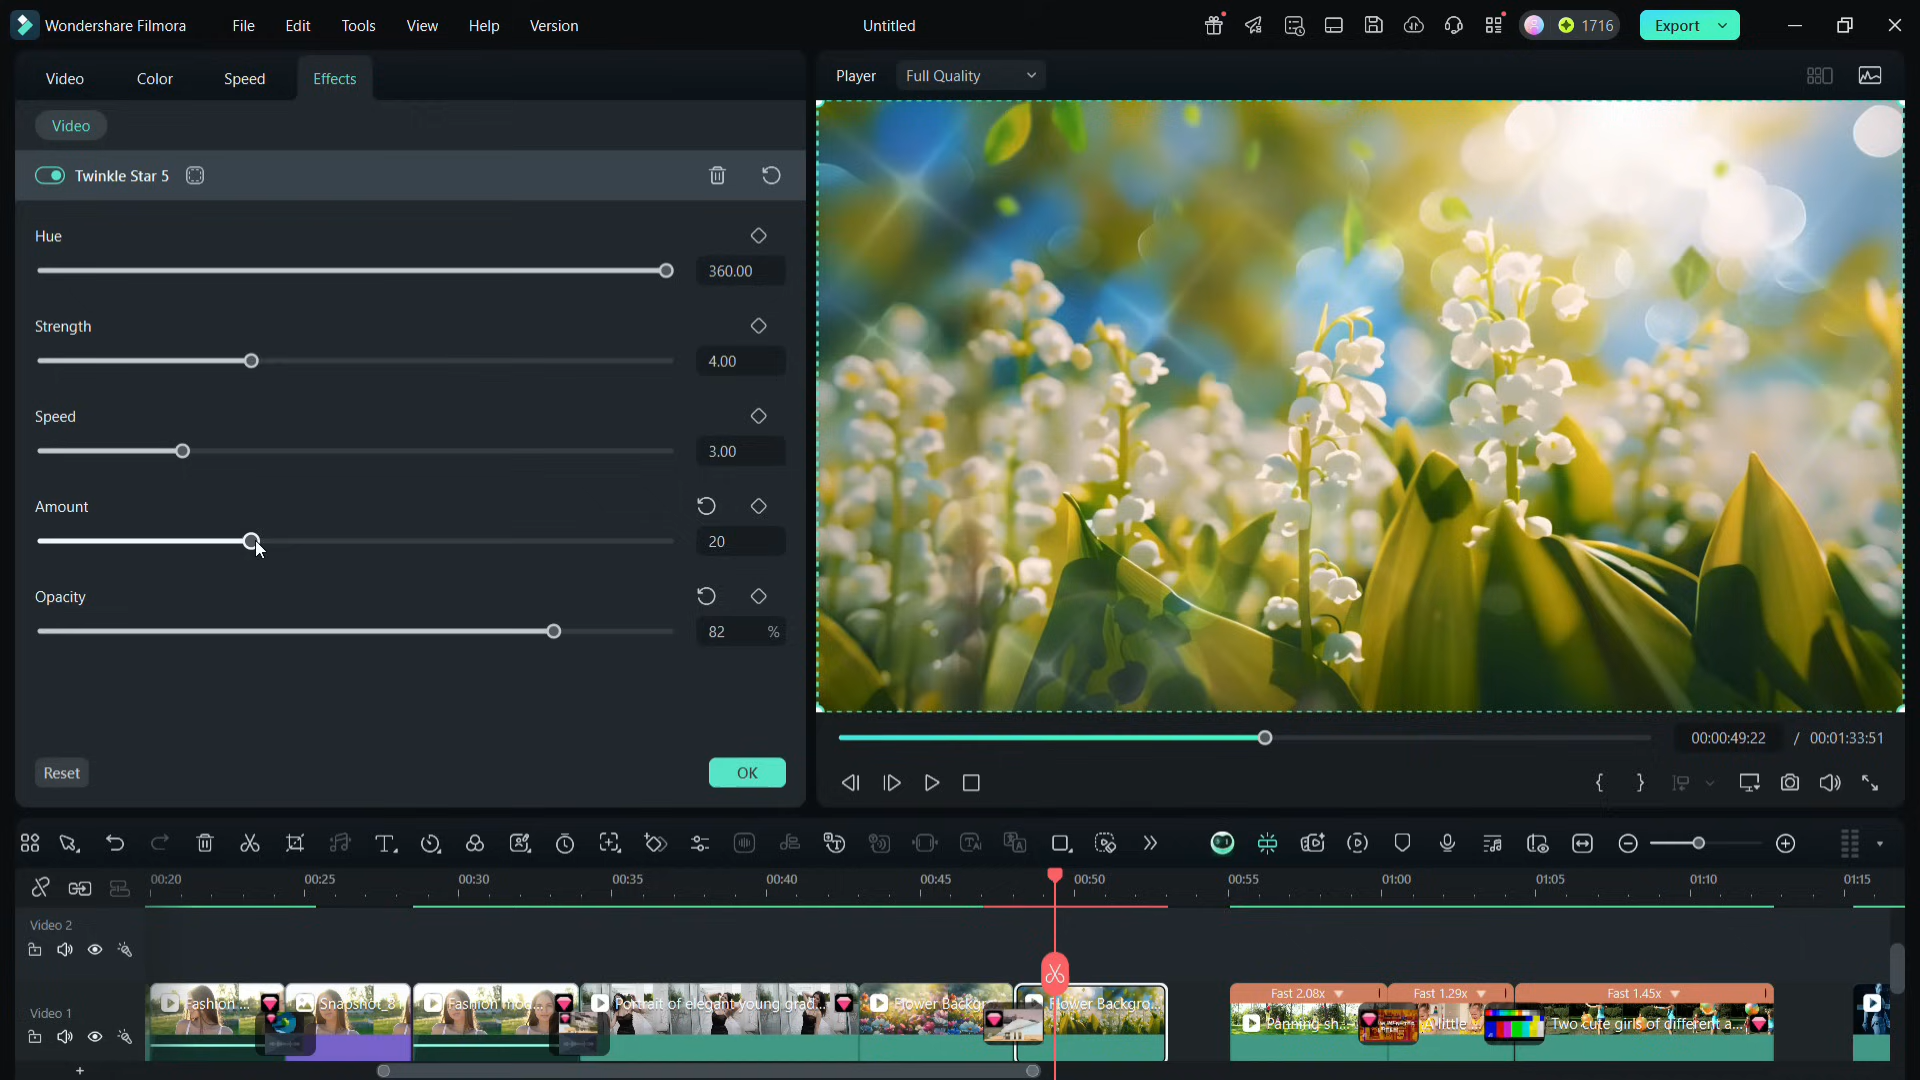 Wondershare Filmora File Edit Tools View Help Version Untitled 1716 Export
Video Color Speed Effects
Player Full Quality
Video
Twinkle Star 5
Hue
360.00
Strength
4.00
Speed
3.00
Amount
20
Opacity
82 %
Reset OK
00:00:49:22 / 00:01:33:51
00:20 00:25 00:30 00:35 00:40 00:45 00:50 00:55 01:00 01:05 01:10 01:15
Video 2
Fast 2.08x Fast 1.29x Fast 1.45x
Video 1
Fashion ... Snapshot_8 Fashion moo... Portrait of elegant young grad... Flower Backgr... Flower Backgro...
Panning sh... A little ... Two cute girls of different a...